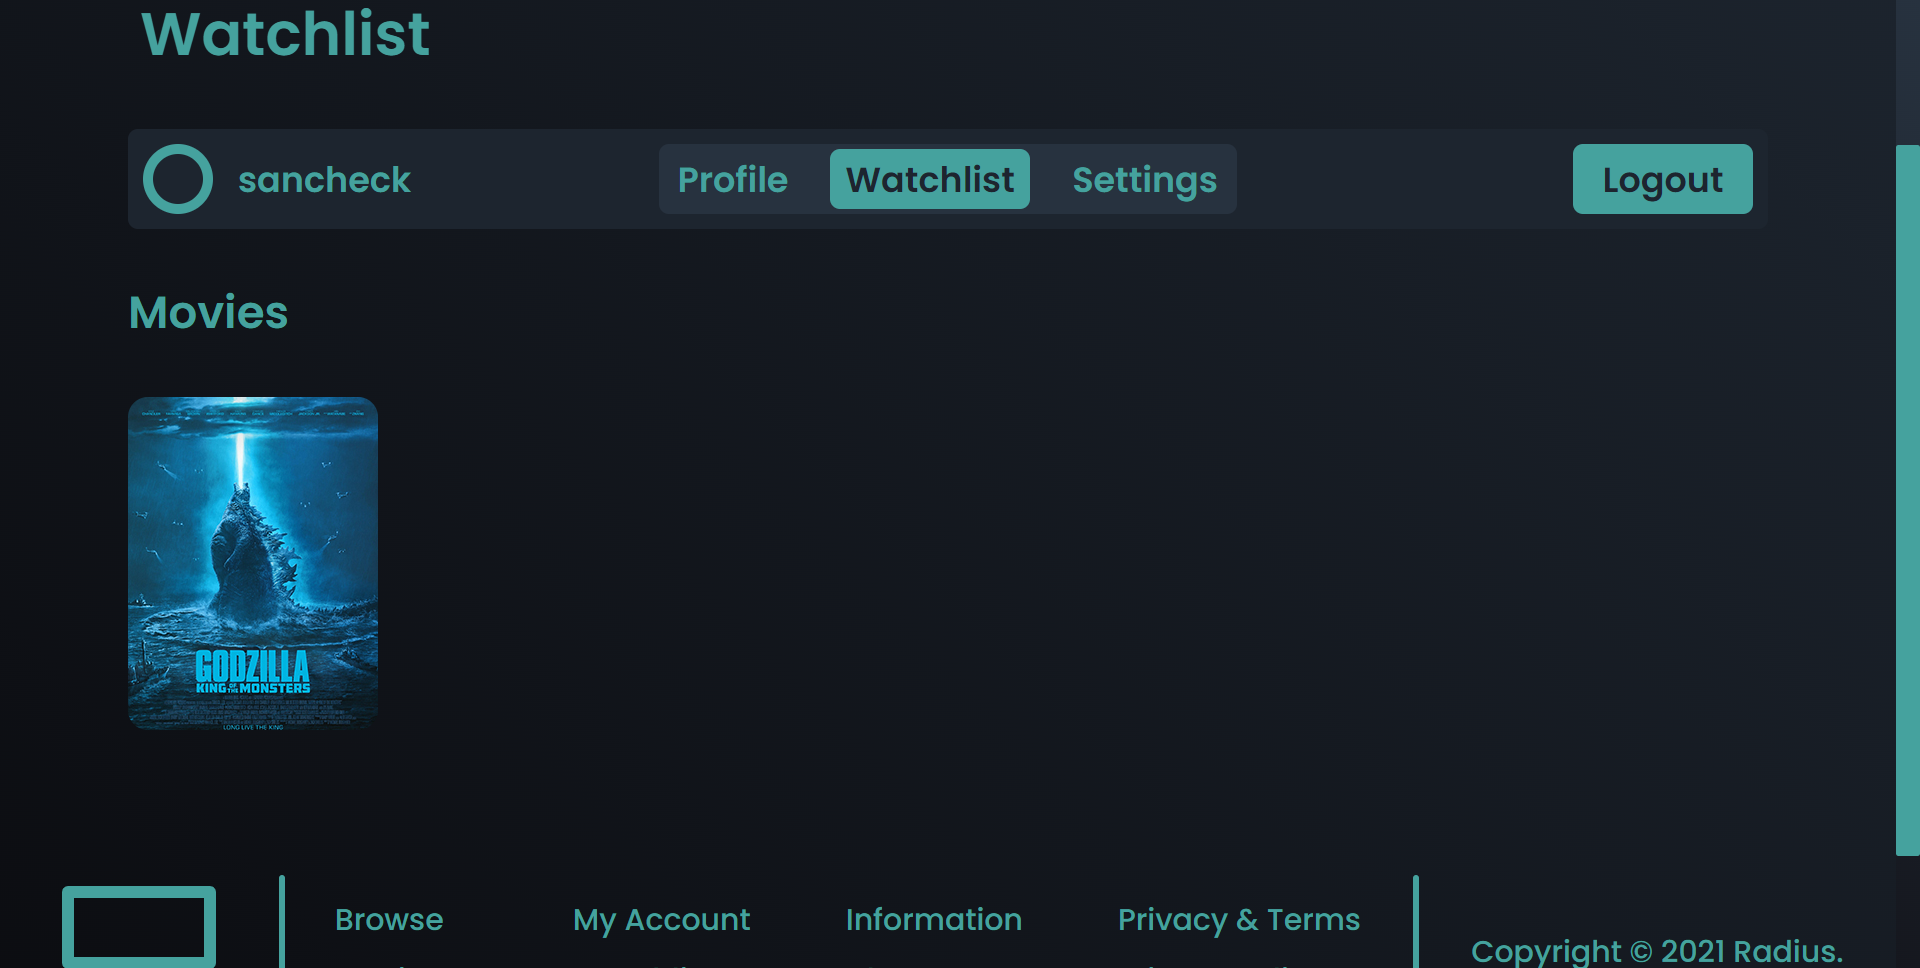 Watchlist
sancheck
Profile
Watchlist
Settings
Logout
Movies
GODZILLA
KING OF THE MONSTERS
LONG LIVE THE KING
Browse
My Account
Information
Privacy & Terms
Copyright © 2021 Radius.